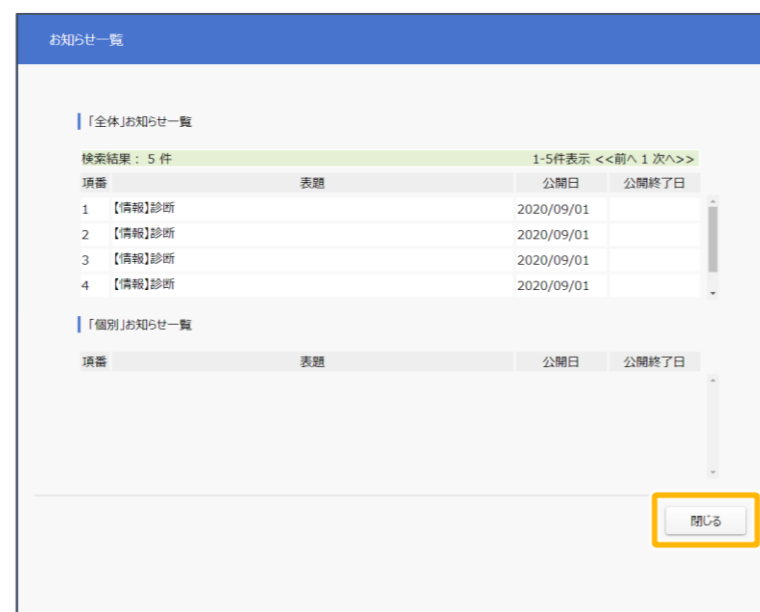 お知らせ一覧
「全体」お知らせ一覧
検索結果： 5 件 1-5件表示 <<前へ 1 次へ>>
項番 表題 公開日 公開終了日
1 【情報】診断 2020/09/01
2 【情報】診断 2020/09/01
3 【情報】診断 2020/09/01
4 【情報】診断 2020/09/01
「個別」お知らせ一覧
項番 表題 公開日 公開終了日
閉じる